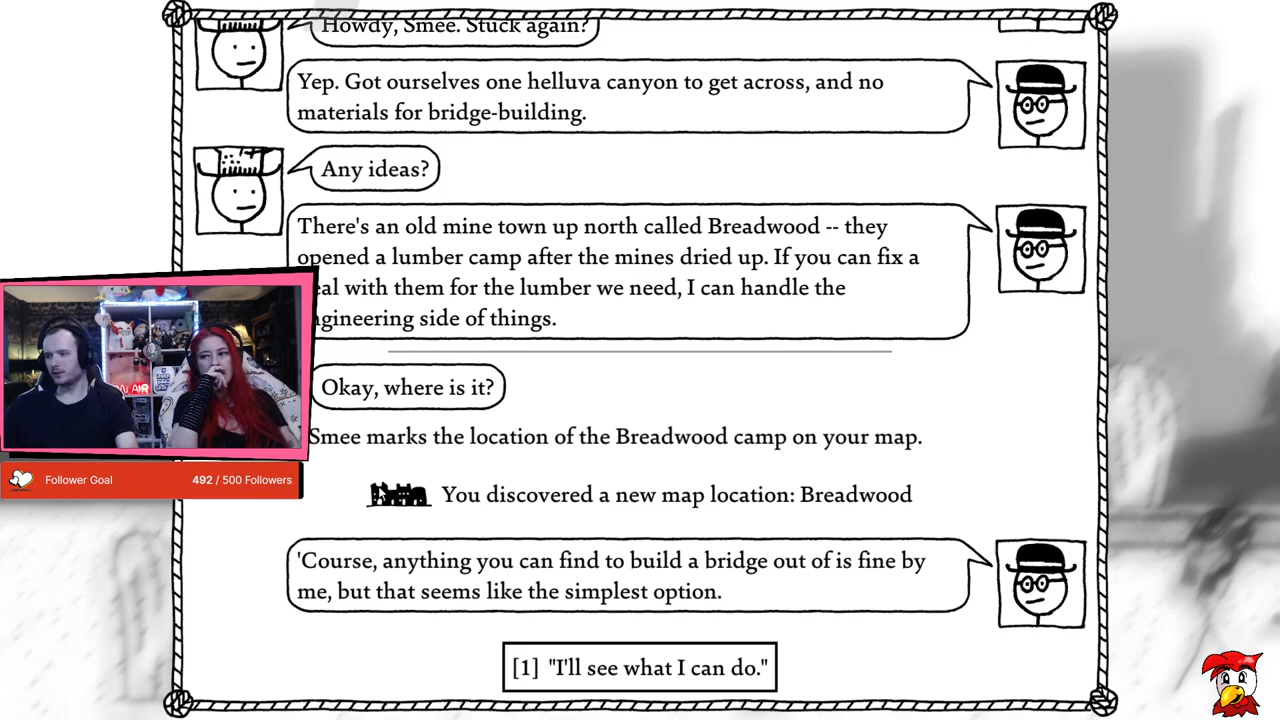 Howdy, Smee. Stuck again?
Yep. Got ourselves one helluva canyon to get across, and no
materials for bridge-building.
Any ideas?
There's an old mine town up north called Breadwood -- they
opened a lumber camp after the mines dried up. If you can fix a
eal with them for the lumber we need, I can handle the
ngineering side of things.
Okay, where is it?
Smee marks the location of the Breadwood camp on your map.
ON AIR
Follower Goal 492 / 500 Followers
You discovered a new map location: Breadwood
'Course, anything you can find to build a bridge out of is fine by
me, but that seems like the simplest option.
[1] "I'll see what I can do."